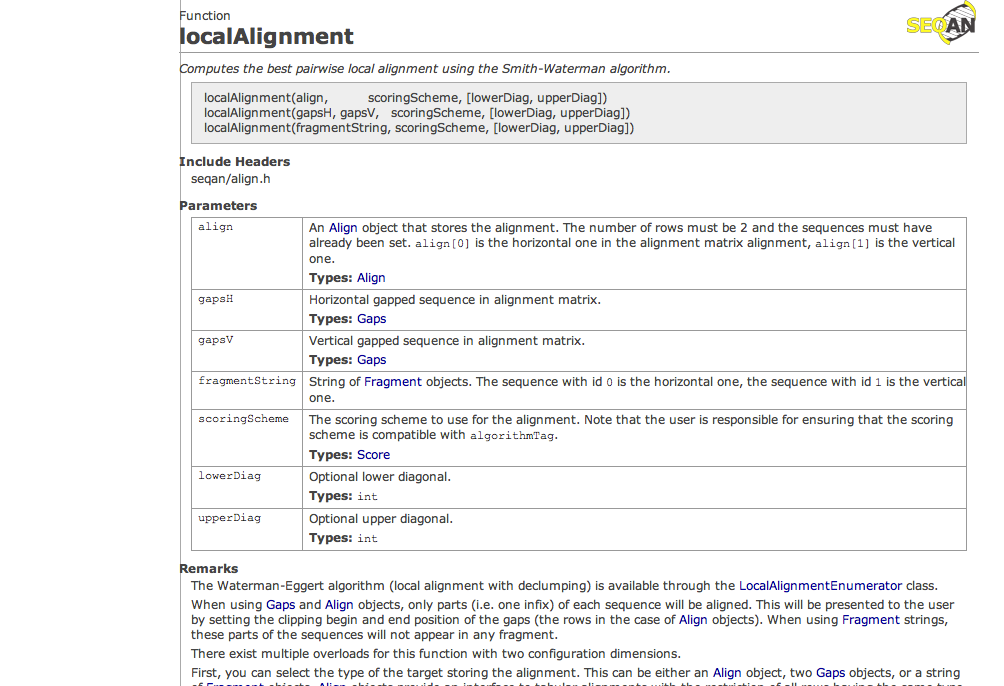 Function
SEQAN
localAlignment
Computes the best pairwise local alignment using the Smith-Waterman algorithm.
localAlignment(align, scoringScheme, [lowerDiag, upperDiag])
localAlignment(gapsH, gapsV, scoringScheme, [lowerDiag, upperDiag])
localAlignment(fragmentString, scoringScheme, [lowerDiag, upperDiag])
Include Headers
seqan/align.h
Parameters
align
An Align object that stores the alignment. The number of rows must be 2 and the sequences must have
already been set. align[0] is the horizontal one in the alignment matrix alignment, align[1] is the vertical
one.
Types: Align
gapsH
Horizontal gapped sequence in alignment matrix.
Types: Gaps
gapsV
Vertical gapped sequence in alignment matrix.
Types: Gaps
fragmentString
String of Fragment objects. The sequence with id 0 is the horizontal one, the sequence with id 1 is the vertical
one.
scoringScheme
The scoring scheme to use for the alignment. Note that the user is responsible for ensuring that the scoring
scheme is compatible with algorithmTag.
Types: Score
lowerDiag
Optional lower diagonal.
Types: int
upperDiag
Optional upper diagonal.
Types: int
Remarks
The Waterman-Eggert algorithm (local alignment with declumping) is available through the LocalAlignmentEnumerator class.
When using Gaps and Align objects, only parts (i.e. one infix) of each sequence will be aligned. This will be presented to the user
by setting the clipping begin and end position of the gaps (the rows in the case of Align objects). When using Fragment strings,
these parts of the sequences will not appear in any fragment.
There exist multiple overloads for this function with two configuration dimensions.
First, you can select the type of the target storing the alignment. This can be either an Align object, two Gaps objects, or a string